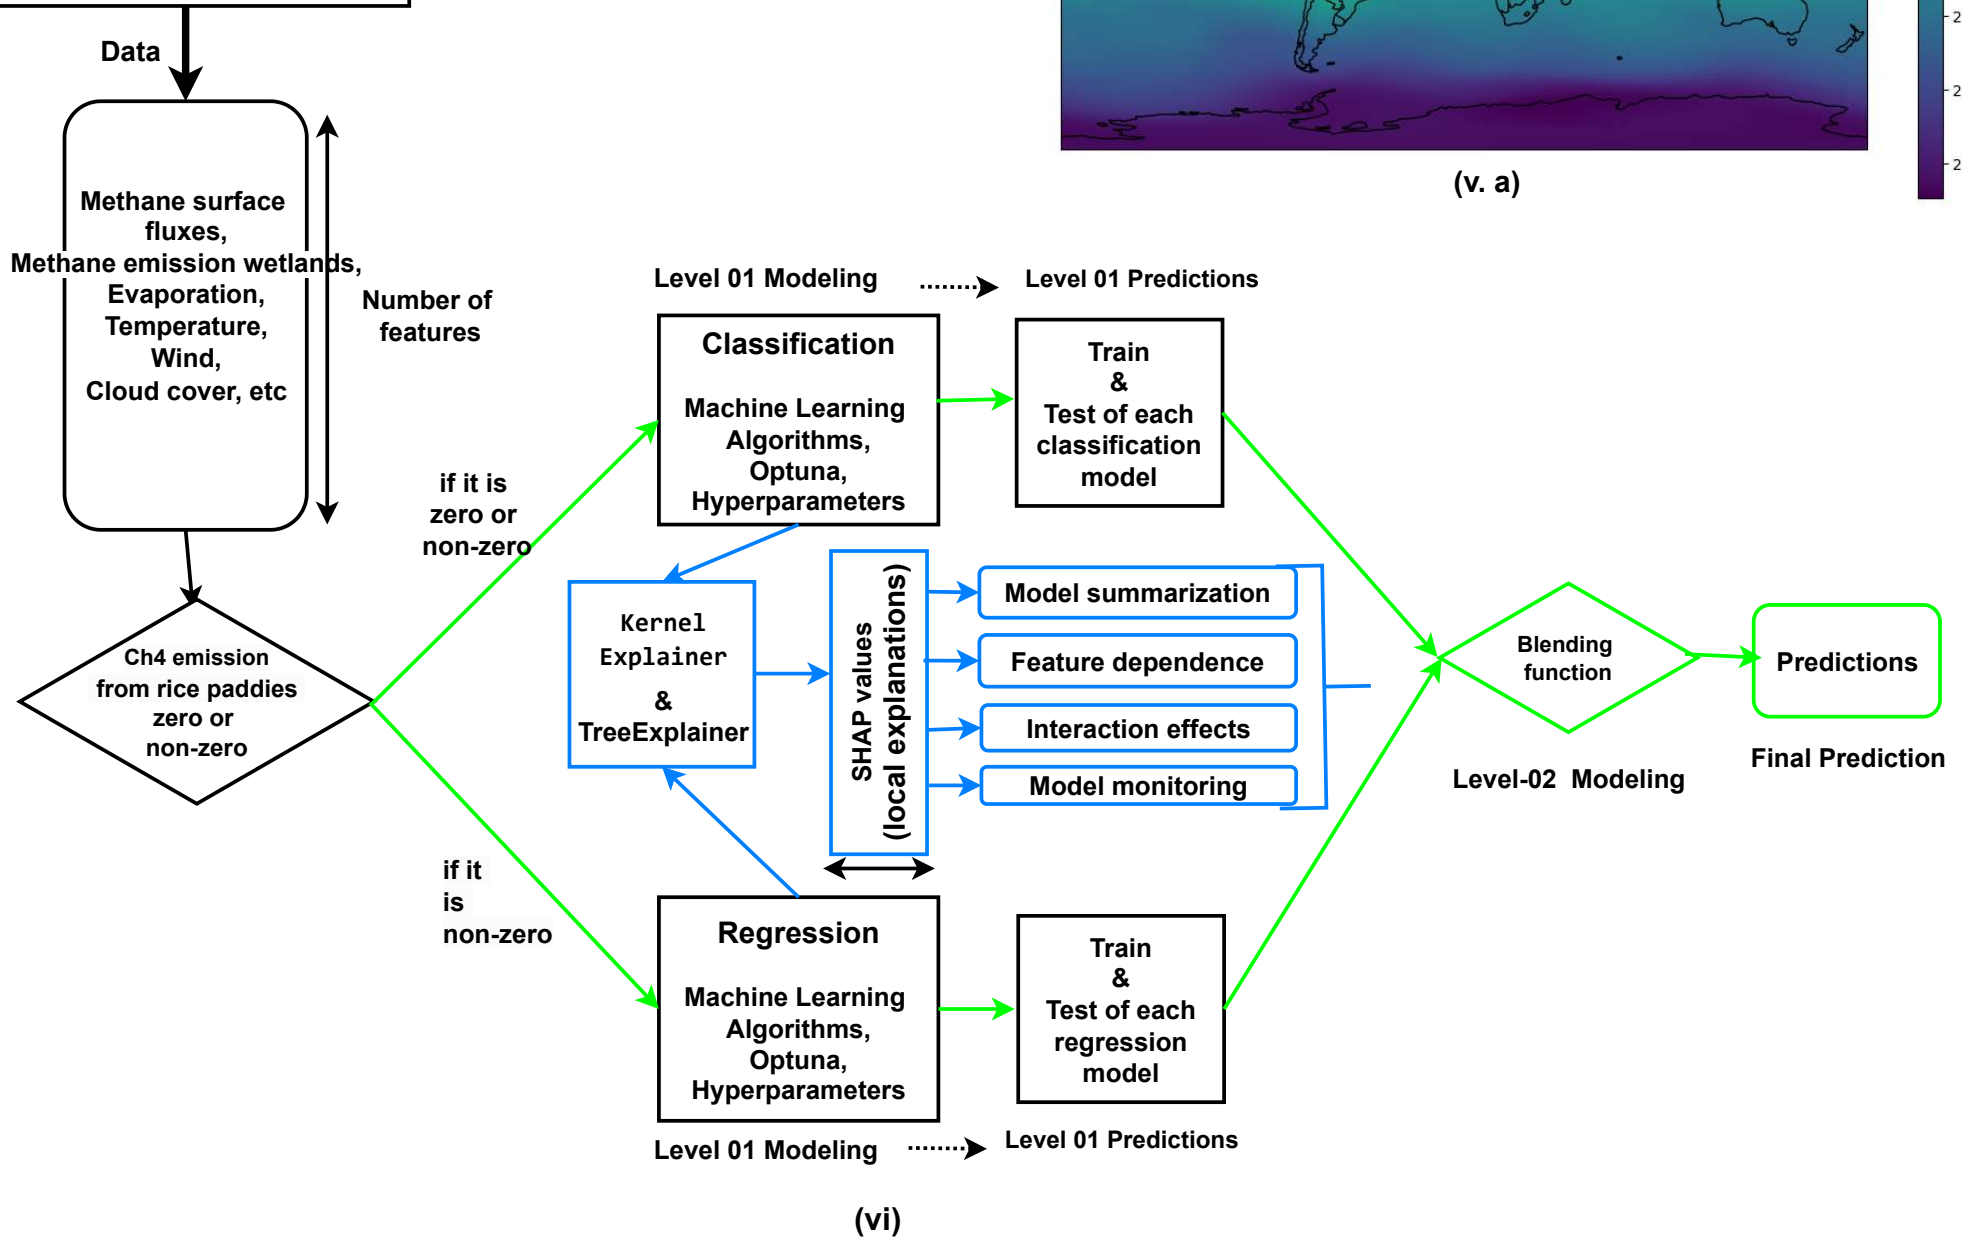 Data
2
2
2
(v. a)
Methane surface
fluxes,
Methane emission wetlands,
Evaporation,
Temperature,
Wind,
Cloud cover, etc
Number of
features
Ch4 emission
from rice paddies
zero or
non-zero
if it is
zero or
non-zero
if it
is
non-zero
Level 01 Modeling
Level 01 Predictions
Classification
Machine Learning
Algorithms,
Optuna,
Hyperparameters
Train
&
Test of each
classification
model
Kernel
Explainer
&
TreeExplainer
SHAP values
(local explanations)
Model summarization
Feature dependence
Interaction effects
Model monitoring
Regression
Machine Learning
Algorithms,
Optuna,
Hyperparameters
Train
&
Test of each
regression
model
Level 01 Modeling
Level 01 Predictions
Blending
function
Level-02 Modeling
Predictions
Final Prediction
(vi)